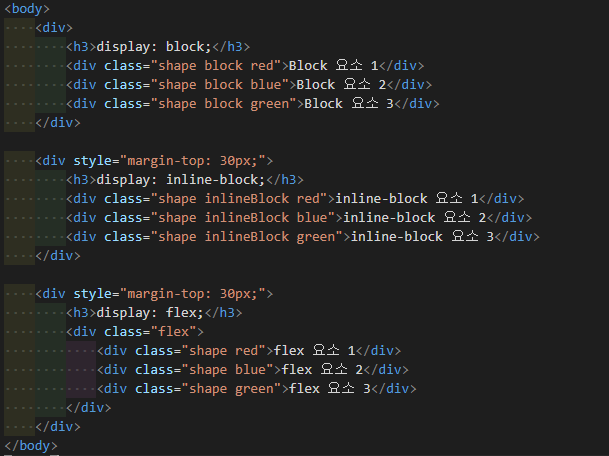 <body>
<div>
<h3>display: block;</h3>
<div class="shape block red">Block 요소 1</div>
<div class="shape block blue">Block 요소 2</div>
<div class="shape block green">Block 요소 3</div>
</div>
<div style="margin-top: 30px;">
<h3>display: inline-block;</h3>
<div class="shape inlineBlock red">inline-block 요소 1</div>
<div class="shape inlineBlock blue">inline-block 요소 2</div>
<div class="shape inlineBlock green">inline-block 요소 3</div>
</div>
<div style="margin-top: 30px;">
<h3>display: flex;</h3>
<div class="flex">
<div class="shape red">flex 요소 1</div>
<div class="shape blue">flex 요소 2</div>
<div class="shape green">flex 요소 3</div>
</div>
</div>
</body>